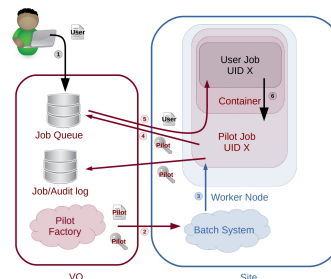 User
1
User Job
UID X
6
Container
5
User
4
Job Queue
Pilot
Pilot Job
UID X
Pilot
Job/Audit log
3
Worker Node
Pilot
Pilot
Factory
2
Batch System
Pilot
VO
Site